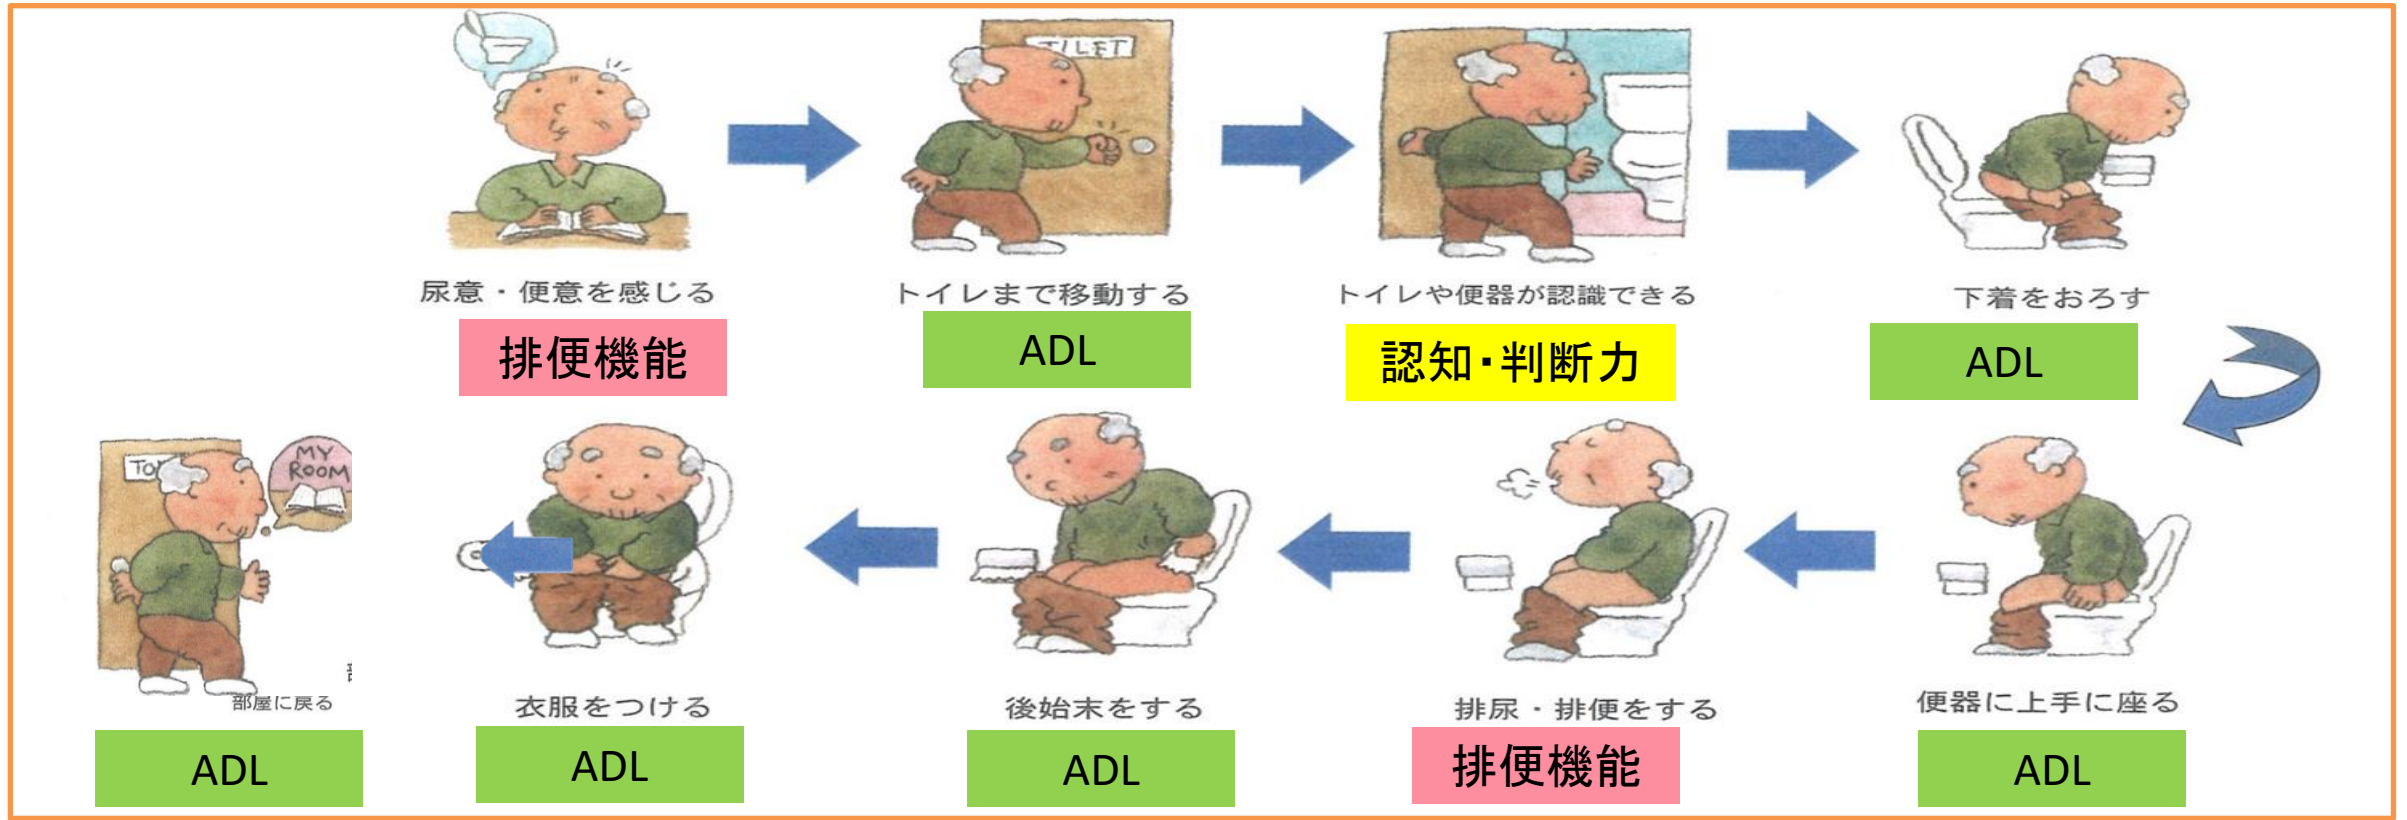 TILET
尿意・便意を感じる
トイレまで移動する
トイレや便器が認識できる
下着をおろす
排便機能
ADL
認知・判断力
ADL
便器に上手に座る
排尿・排便をする
後始末をする
衣服をつける
MY
ROOM
部屋に戻る
ADL
排便機能
ADL
ADL
ADL